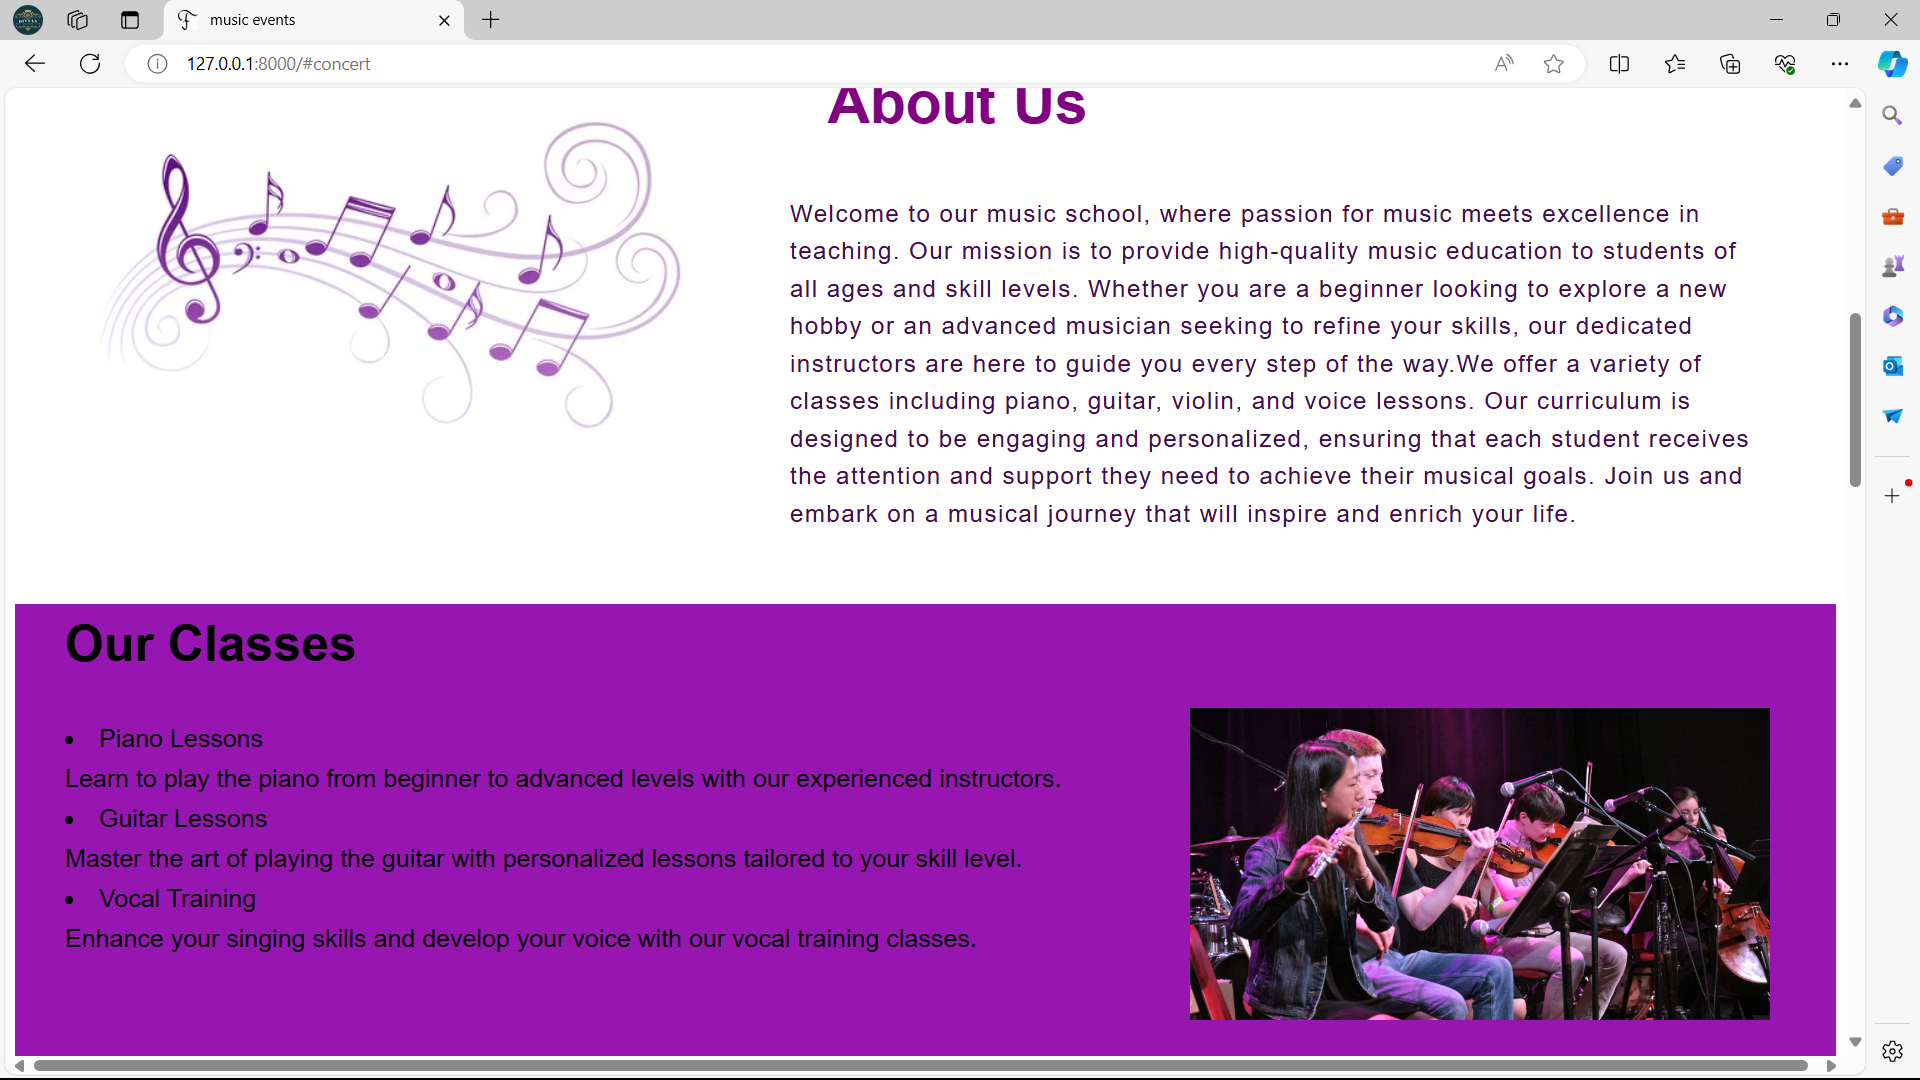 music events
127.0.0.1:8000/#concert
About Us
Welcome to our music school, where passion for music meets excellence in
teaching. Our mission is to provide high-quality music education to students of
all ages and skill levels. Whether you are a beginner looking to explore a new
hobby or an advanced musician seeking to refine your skills, our dedicated
instructors are here to guide you every step of the way.We offer a variety of
classes including piano, guitar, violin, and voice lessons. Our curriculum is
designed to be engaging and personalized, ensuring that each student receives
the attention and support they need to achieve their musical goals. Join us and
embark on a musical journey that will inspire and enrich your life.
Our Classes
• Piano Lessons
Learn to play the piano from beginner to advanced levels with our experienced instructors.
• Guitar Lessons
Master the art of playing the guitar with personalized lessons tailored to your skill level.
• Vocal Training
Enhance your singing skills and develop your voice with our vocal training classes.